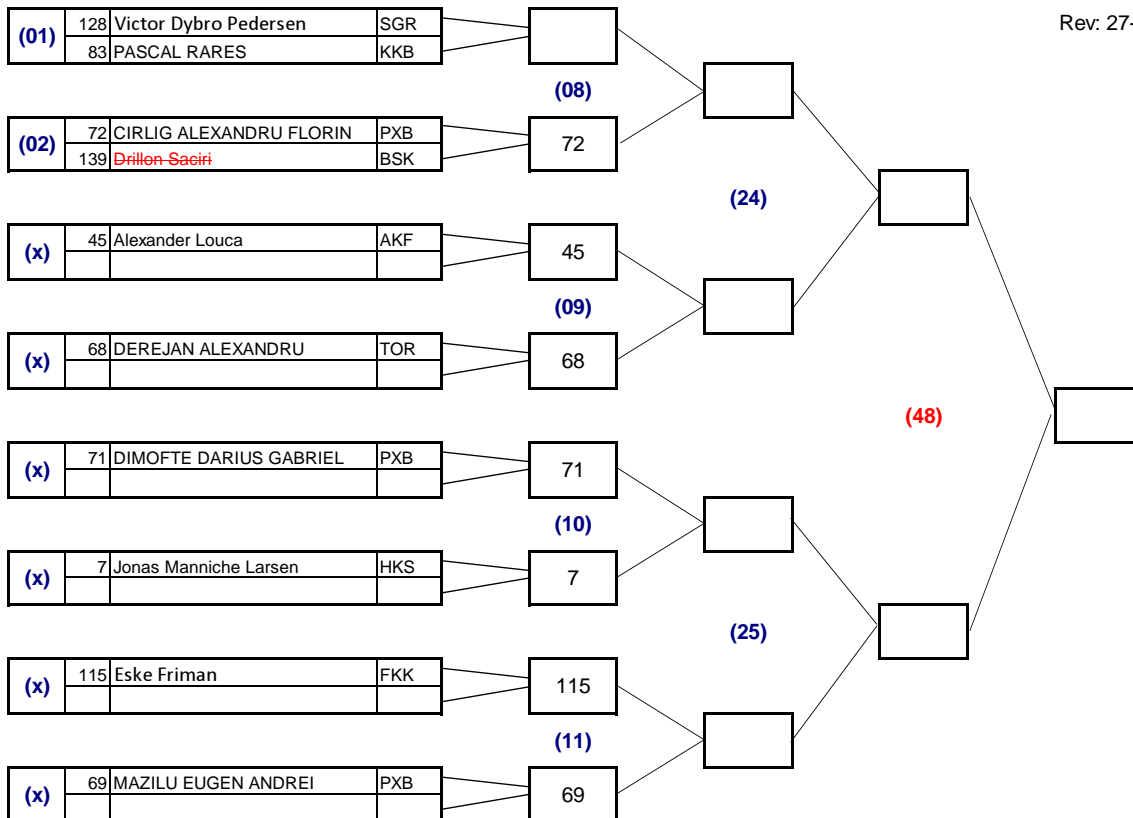 Rev: 27-
(01) 128 Victor Dybro Pedersen SGR
83 PASCAL RARES KKB
(08)
(02) 72 CIRLIG ALEXANDRU FLORIN PXB
139 Drillon Saciri BSK
72
(24)
(x) 45 Alexander Louca AKF
45
(09)
(x) 68 DEREJAN ALEXANDRU TOR
68
(48)
(x) 71 DIMOFTE DARIUS GABRIEL PXB
71
(10)
(x) 7 Jonas Manniche Larsen HKS
7
(25)
(x) 115 Eske Friman FKK
115
(11)
(x) 69 MAZILU EUGEN ANDREI PXB
69